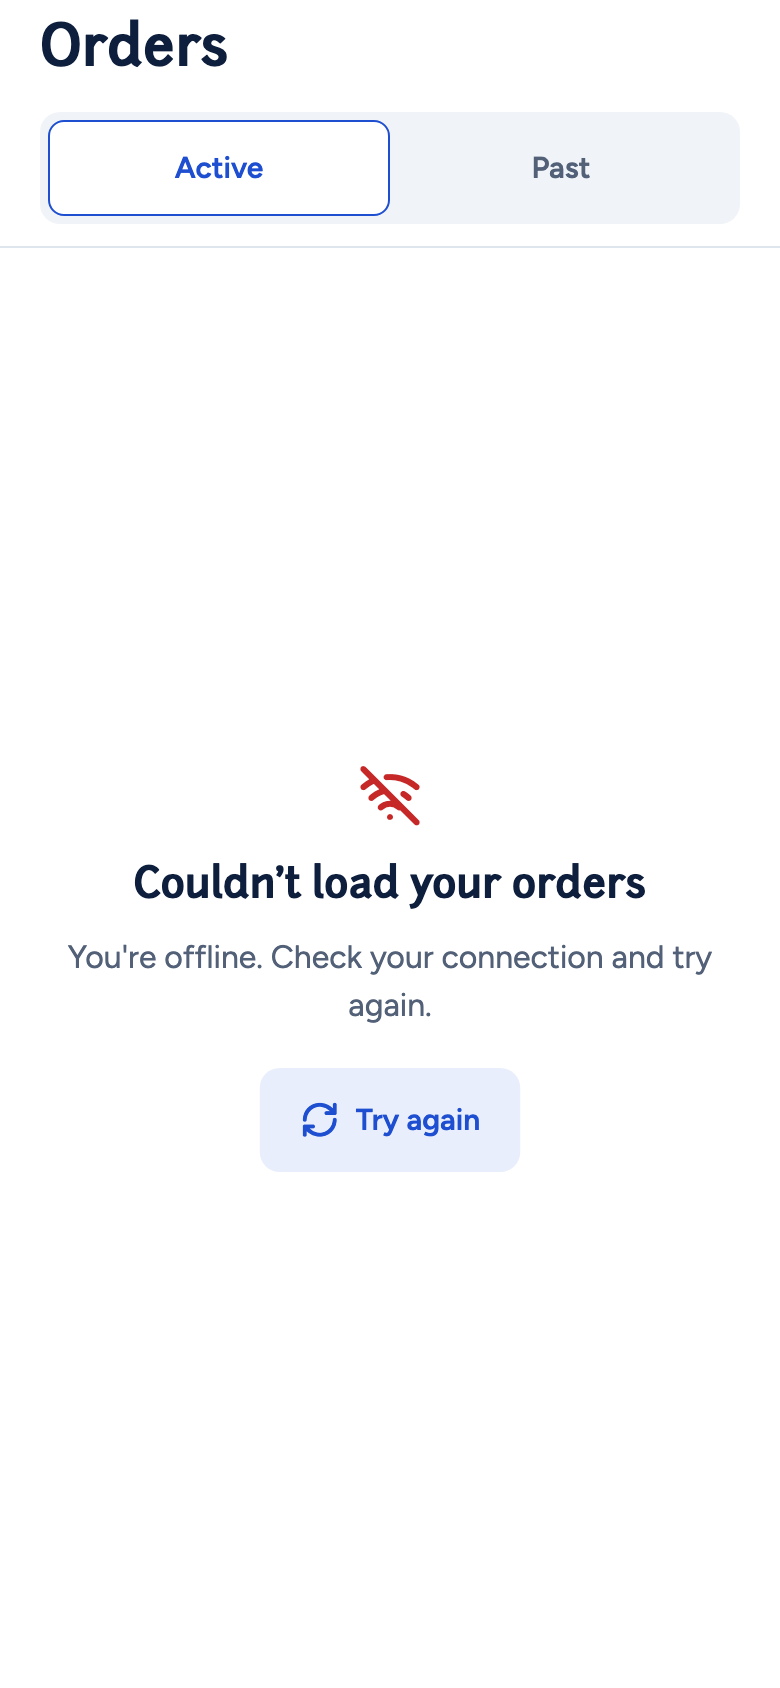 Orders
Active
Past
Couldn’t load your orders
You're offline. Check your connection and try
again.
Try again